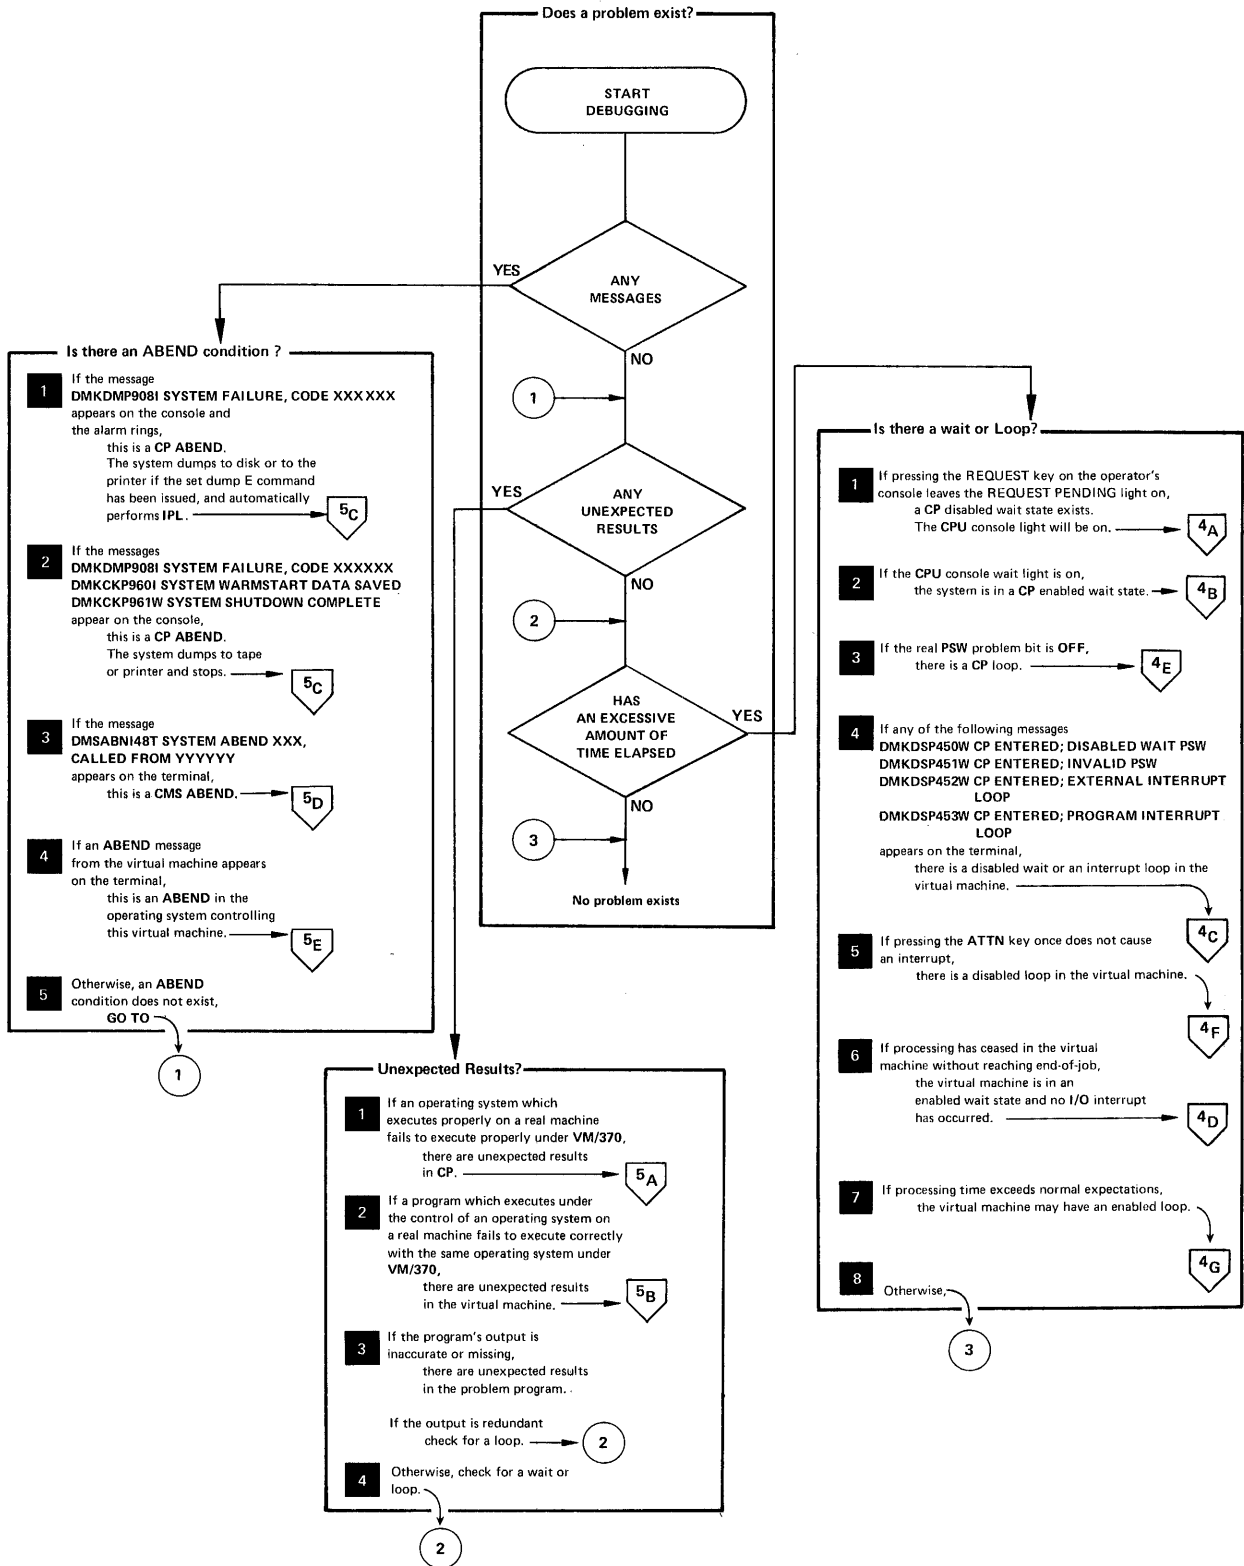 Does a problem exist?
START
DEBUGGING
YES
ANY
MESSAGES
NO
1
YES
ANY
UNEXPECTED
RESULTS
NO
2
HAS
AN EXCESSIVE
AMOUNT OF
TIME ELAPSED
YES
NO
3
No problem exists
Is there an ABEND condition ?
1
If the message
DMKDMP908I SYSTEM FAILURE, CODE XXXXXX
appears on the console and
the alarm rings,
this is a CP ABEND.
The system dumps to disk or to the
printer if the set dump E command
has been issued, and automatically
performs IPL.
5C
2
If the messages
DMKDMP908I SYSTEM FAILURE, CODE XXXXXX
DMKCKP960I SYSTEM WARMSTART DATA SAVED
DMKCKP961W SYSTEM SHUTDOWN COMPLETE
appear on the console,
this is a CP ABEND.
The system dumps to tape
or printer and stops.
5C
3
If the message
DMSABNI48T SYSTEM ABEND XXX,
CALLED FROM YYYYYY
appears on the terminal,
this is a CMS ABEND.
5D
4
If an ABEND message
from the virtual machine appears
on the terminal,
this is an ABEND in the
operating system controlling
this virtual machine.
5E
5
Otherwise, an ABEND
condition does not exist,
GO TO
1
Unexpected Results?
1
If an operating system which
executes properly on a real machine
fails to execute properly under VM/370,
there are unexpected results
in CP.
5A
2
If a program which executes under
the control of an operating system on
a real machine fails to execute correctly
with the same operating system under
VM/370,
there are unexpected results
in the virtual machine.
5B
3
If the program's output is
inaccurate or missing,
there are unexpected results
in the problem program.
If the output is redundant
check for a loop.
2
4
Otherwise, check for a wait or
loop.
2
Is there a wait or Loop?
1
If pressing the REQUEST key on the operator's
console leaves the REQUEST PENDING light on,
a CP disabled wait state exists.
The CPU console light will be on.
4A
2
If the CPU console wait light is on,
the system is in a CP enabled wait state.
4B
3
If the real PSW problem bit is OFF,
there is a CP loop.
4E
4
If any of the following messages
DMKDSP450W CP ENTERED; DISABLED WAIT PSW
DMKDSP451W CP ENTERED; INVALID PSW
DMKDSP452W CP ENTERED; EXTERNAL INTERRUPT
LOOP
DMKDSP453W CP ENTERED; PROGRAM INTERRUPT
LOOP
appears on the terminal,
there is a disabled wait or an interrupt loop in the
virtual machine.
4C
5
If pressing the ATTN key once does not cause
an interrupt,
there is a disabled loop in the virtual machine.
4F
6
If processing has ceased in the virtual
machine without reaching end-of-job,
the virtual machine is in an
enabled wait state and no I/O interrupt
has occurred.
4D
7
If processing time exceeds normal expectations,
the virtual machine may have an enabled loop.
4G
8
Otherwise,
3